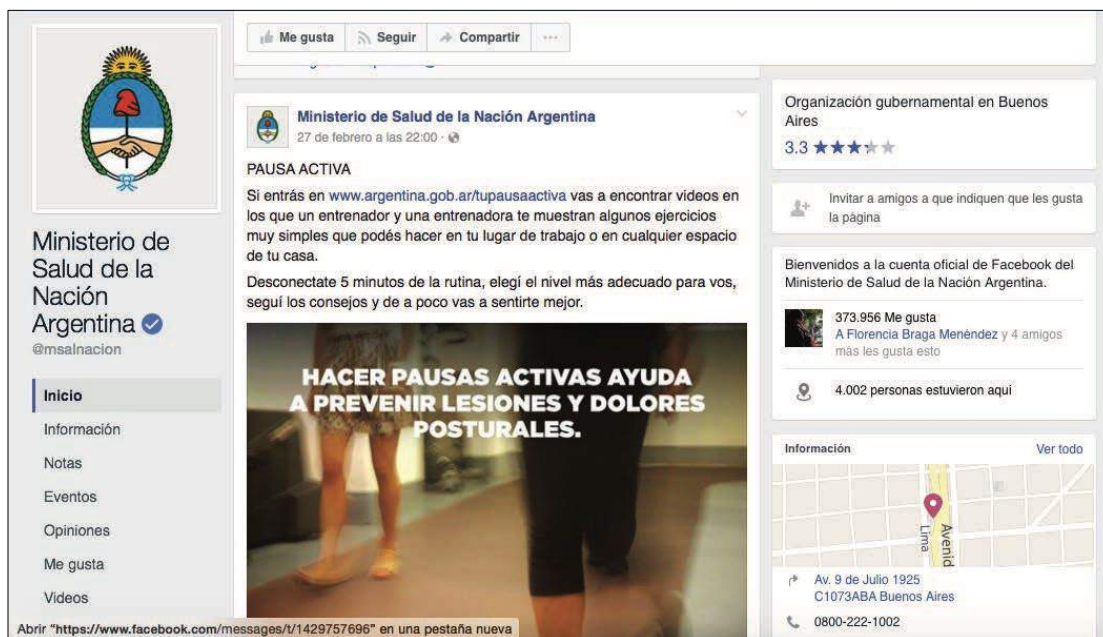 Me gusta Seguir Compartir ...
Ministerio de
Salud de la
Nación
Argentina
@msalnacion
Inicio
Información
Notas
Eventos
Opiniones
Me gusta
Videos
Ministerio de Salud de la Nación Argentina
27 de febrero a las 22:00 ·
PAUSA ACTIVA
Si entrás en www.argentina.gob.ar/tupausaactiva vas a encontrar videos en
los que un entrenador y una entrenadora te muestran algunos ejercicios
muy simples que podés hacer en tu lugar de trabajo o en cualquier espacio
de tu casa.
Desconectate 5 minutos de la rutina, elegí el nivel más adecuado para vos,
seguí los consejos y de a poco vas a sentirte mejor.
HACER PAUSAS ACTIVAS AYUDA
A PREVENIR LESIONES Y DOLORES
POSTURALES.
Organización gubernamental en Buenos
Aires
3.3
Invitar a amigos a que indiquen que les gusta
la página
Bienvenidos a la cuenta oficial de Facebook del
Ministerio de Salud de la Nación Argentina.
373.956 Me gusta
A Florencia Braga Menéndez y 4 amigos
más les gusta esto
4.002 personas estuvieron aquí
Información Ver todo
Avenid
Lima
Av. 9 de Julio 1925
C1073ABA Buenos Aires
0800-222-1002
Abrir "https://www.facebook.com/messages/t/1429757696" en una pestaña nueva